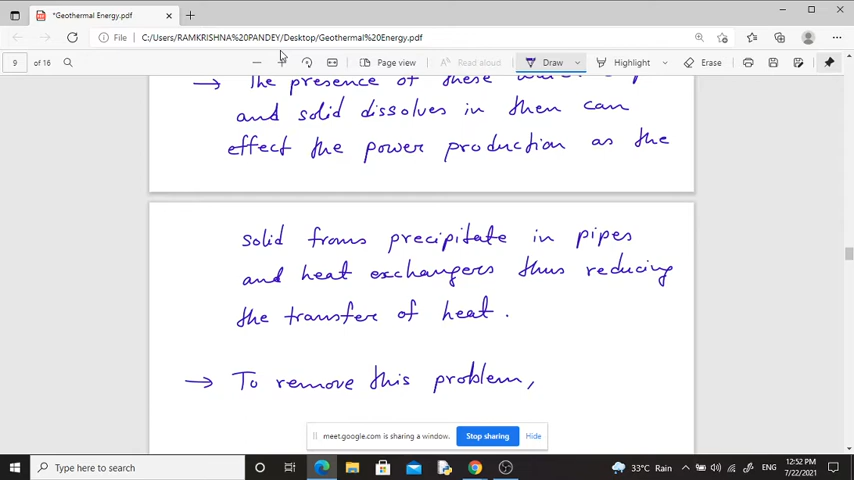 *Geothermal Energy.pdf
File C:/Users/RAMKRISHNA%20PANDEY/Desktop/Geothermal%20Energy.pdf
9 of 16 Page view Read aloud Draw Highlight Erase
→ The presence of these
and solid dissolves in then can
effect the power production as the
solid froms precipitate in pipes
and heat exchangers thus reducing
the transfer of heat.
→ To remove this problem,
meet.google.com is sharing a window. Stop sharing Hide
Type here to search 33°C Rain ENG 12:52 PM
7/22/2021